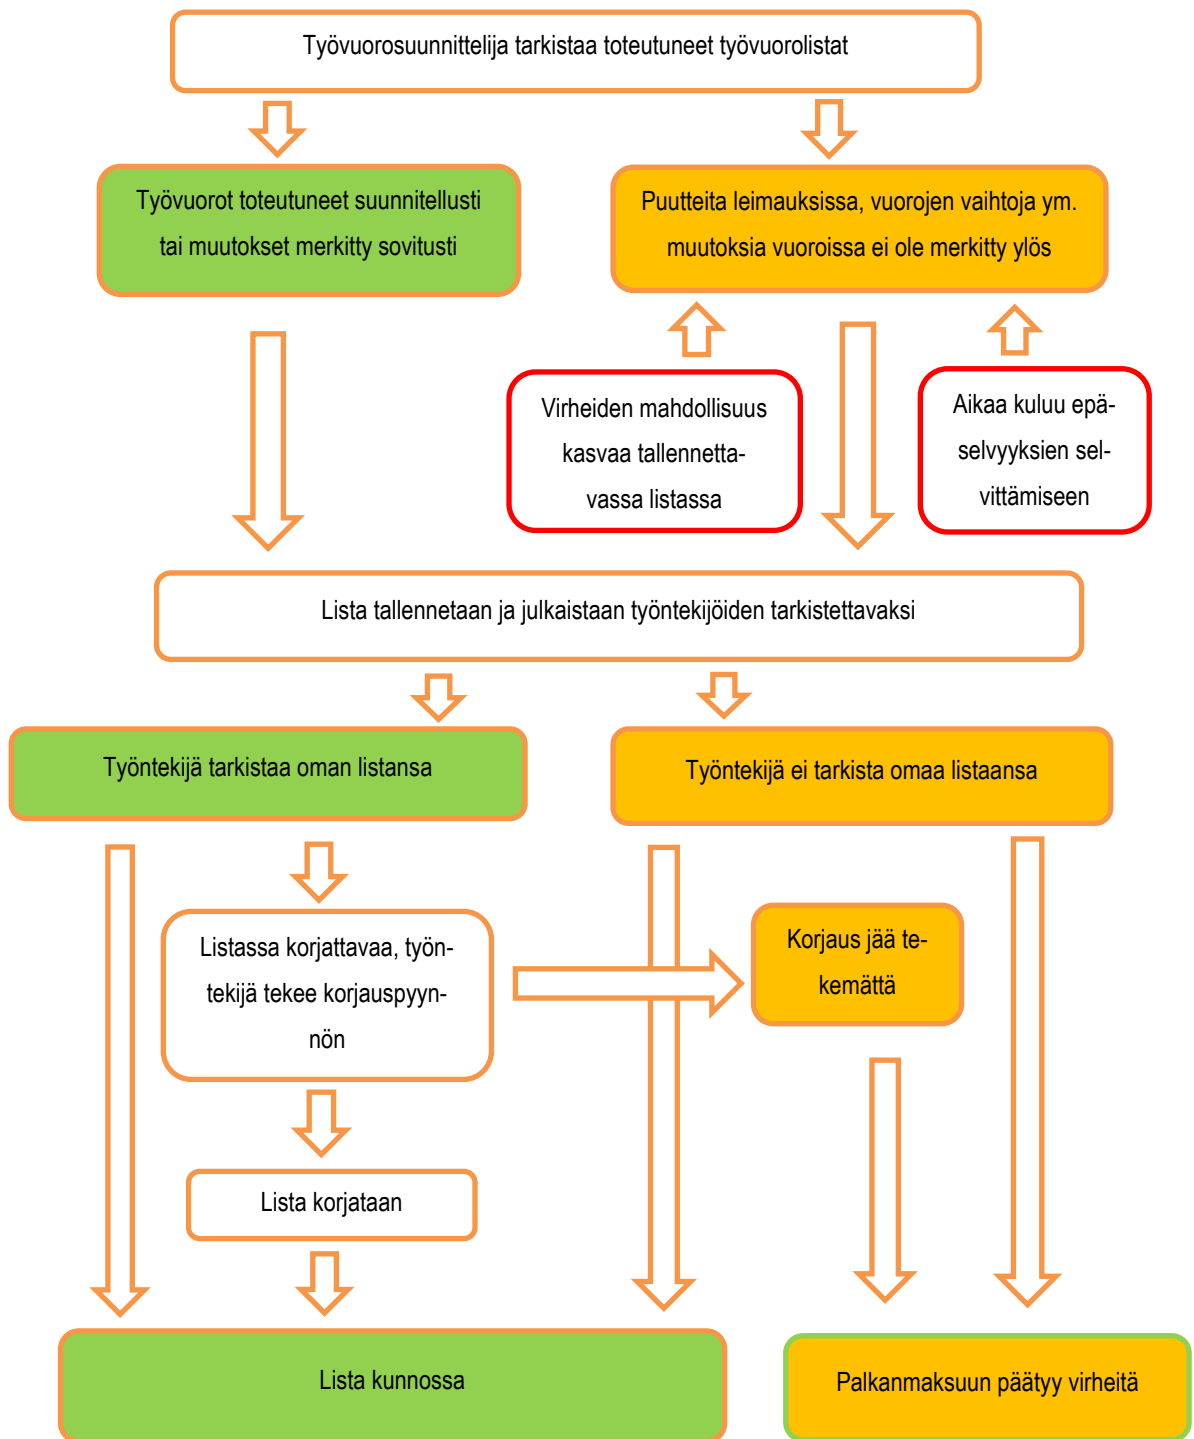 Työvuorosuunnittelija tarkistaa toteutuneet työvuorolistat
Työvuorot toteutuneet suunnitellusti
tai muutokset merkitty sovitusti
Puutteita leimauksissa, vuorojen vaihtoja ym.
muutoksia vuoroissa ei ole merkitty ylös
Virheiden mahdollisuus
kasvaa tallennetta-
vassa listassa
Aikaa kuluu epä-
selvyyksien sel-
vittämiseen
Lista tallennetaan ja julkaistaan työntekijöiden tarkistettavaksi
Työntekijä tarkistaa oman listansa
Työntekijä ei tarkista omaa listaansa
Listassa korjattavaa, työn-
tekijä tekee korjauspyyn-
nön
Korjaus jää te-
kemättä
Lista korjataan
Lista kunnossa
Palkanmaksuun päätyy virheitä